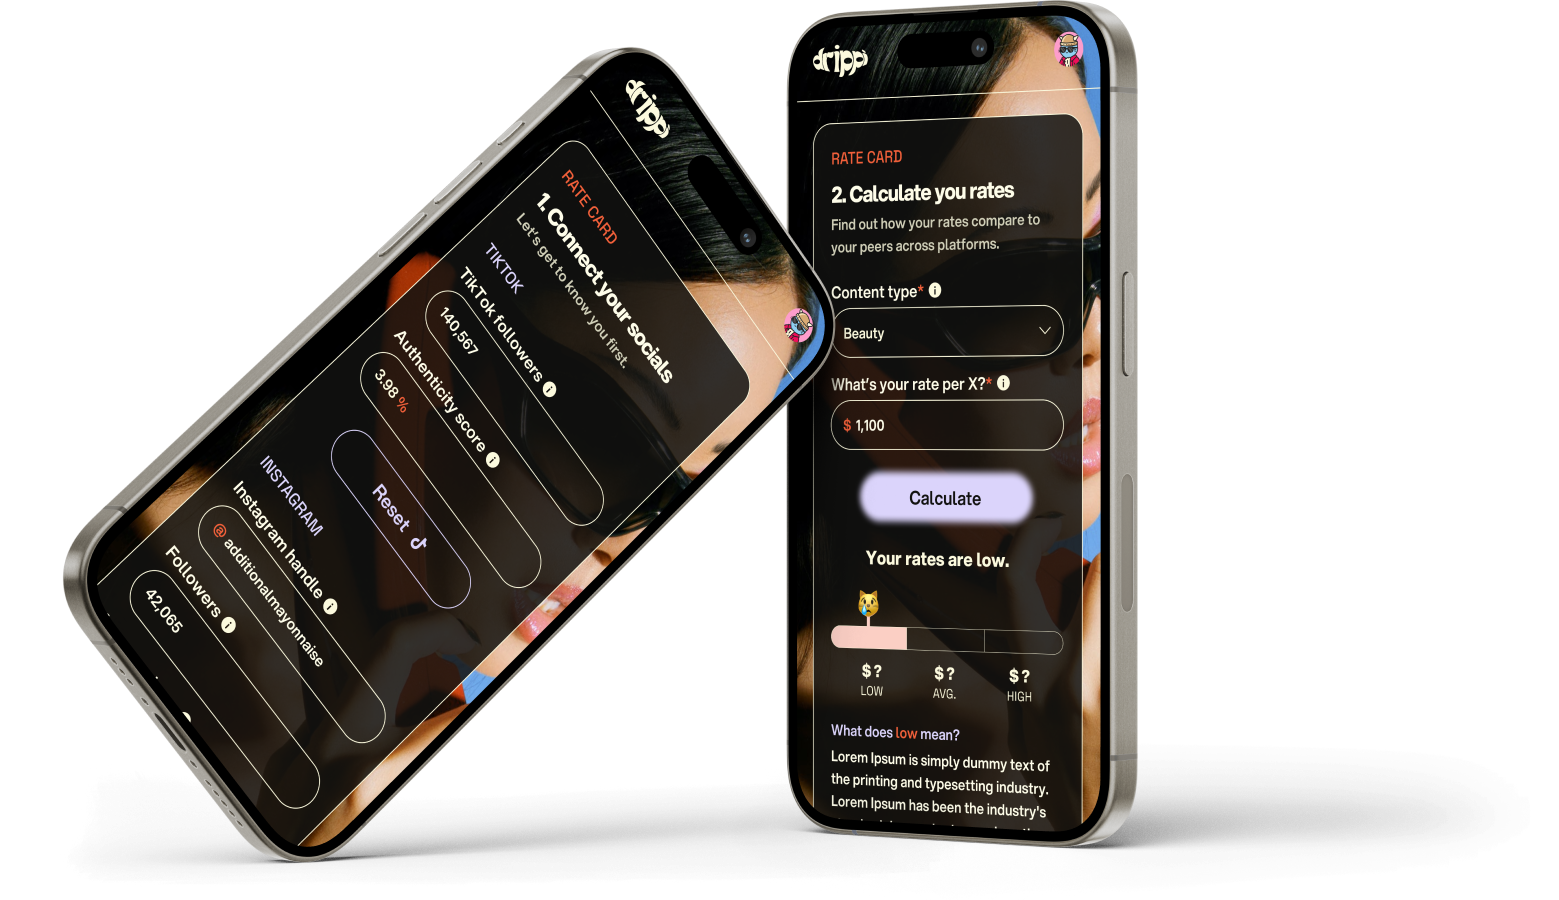 drippi
RATE CARD
1. Connect your socials
Let's get to know you first.
TIKTOK
TikTok followers
140,567
Authenticity score
3.98 %
Reset
INSTAGRAM
Instagram handle
@ additionalmayonnaise
Followers
42,065
drippi
RATE CARD
2. Calculate you rates
Find out how your rates compare to
your peers across platforms.
Content type*
Beauty
What's your rate per X?*
$ 1,100
Calculate
Your rates are low.
$ ? $ ? $ ?
LOW AVG. HIGH
What does low mean?
Lorem Ipsum is simply dummy text of
the printing and typesetting industry.
Lorem Ipsum has been the industry's